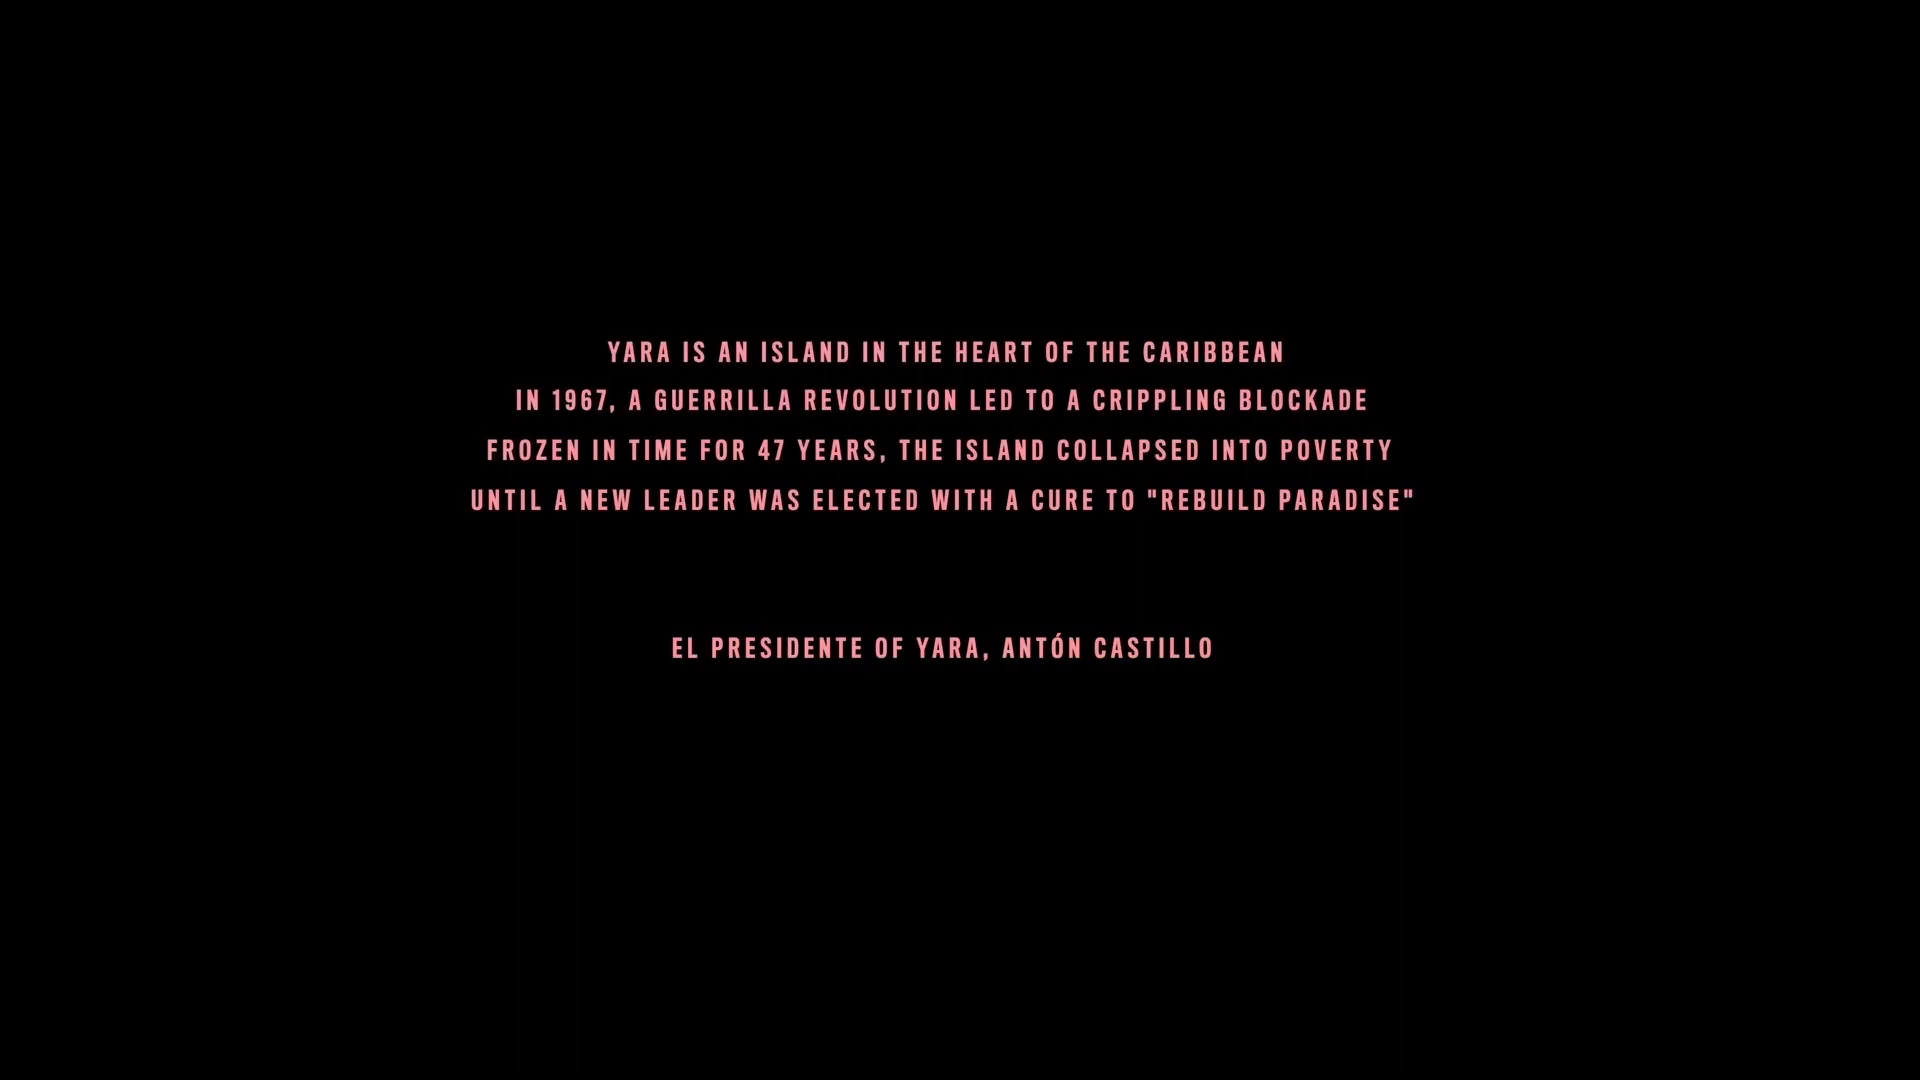 YARA IS AN ISLAND IN THE HEART OF THE CARIBBEAN
IN 1967, A GUERRILLA REVOLUTION LED TO A CRIPPLING BLOCKADE
FROZEN IN TIME FOR 47 YEARS, THE ISLAND COLLAPSED INTO POVERTY
UNTIL A NEW LEADER WAS ELECTED WITH A CURE TO "REBUILD PARADISE"
EL PRESIDENTE OF YARA, ANTÓN CASTILLO